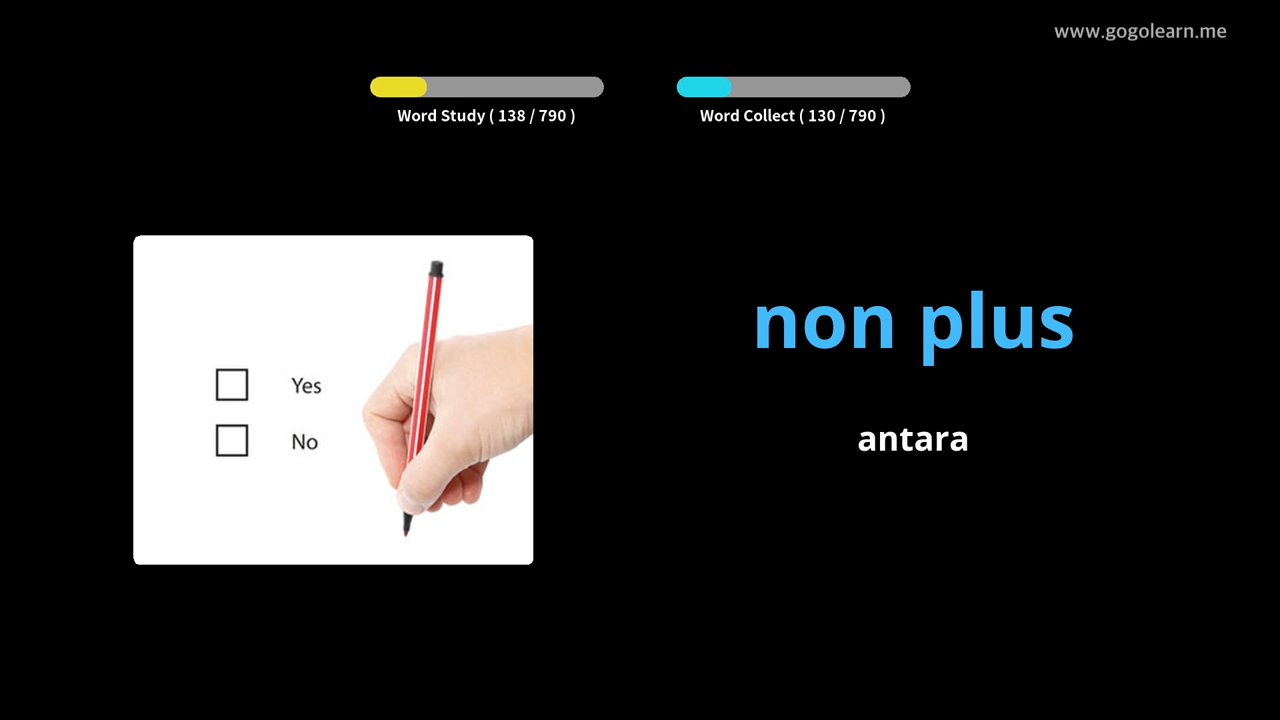 www.gogolearn.me
Word Study ( 138 / 790 )
Word Collect ( 130 / 790 )
Yes
No
non plus
antara